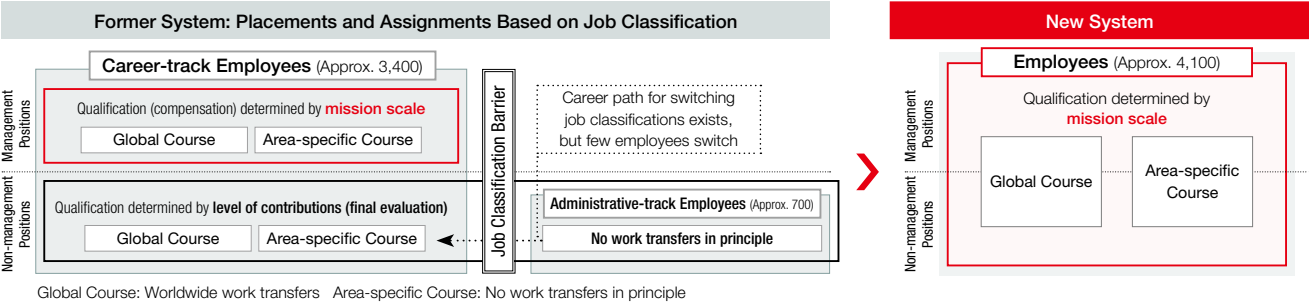 Former System: Placements and Assignments Based on Job Classification
Career-track Employees (Approx. 3,400)
Management
Positions
Qualification (compensation) determined by mission scale
Global Course
Area-specific Course
Non-management
Positions
Qualification determined by level of contributions (final evaluation)
Global Course
Area-specific Course
Job Classification Barrier
Career path for switching
job classifications exists,
but few employees switch
Administrative-track Employees (Approx. 700)
No work transfers in principle
Global Course: Worldwide work transfers Area-specific Course: No work transfers in principle
New System
Employees (Approx. 4,100)
Management
Positions
Non-management
Positions
Qualification determined by
mission scale
Global Course
Area-specific
Course